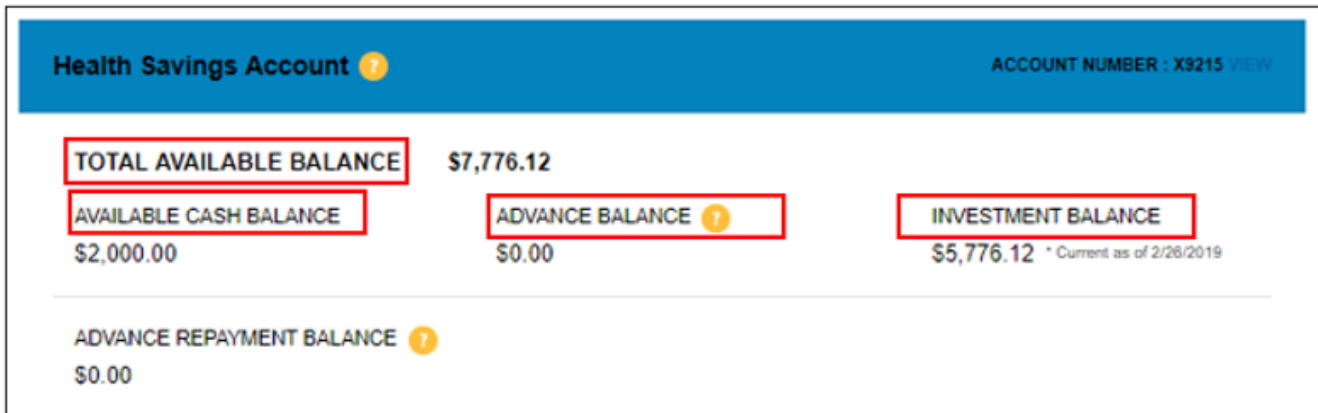 Health Savings Account ?
ACCOUNT NUMBER : X9215 VIEW
TOTAL AVAILABLE BALANCE $7,776.12
AVAILABLE CASH BALANCE
$2,000.00
ADVANCE BALANCE ?
$0.00
INVESTMENT BALANCE
$5,776.12 * Current as of 2/26/2019
ADVANCE REPAYMENT BALANCE ?
$0.00